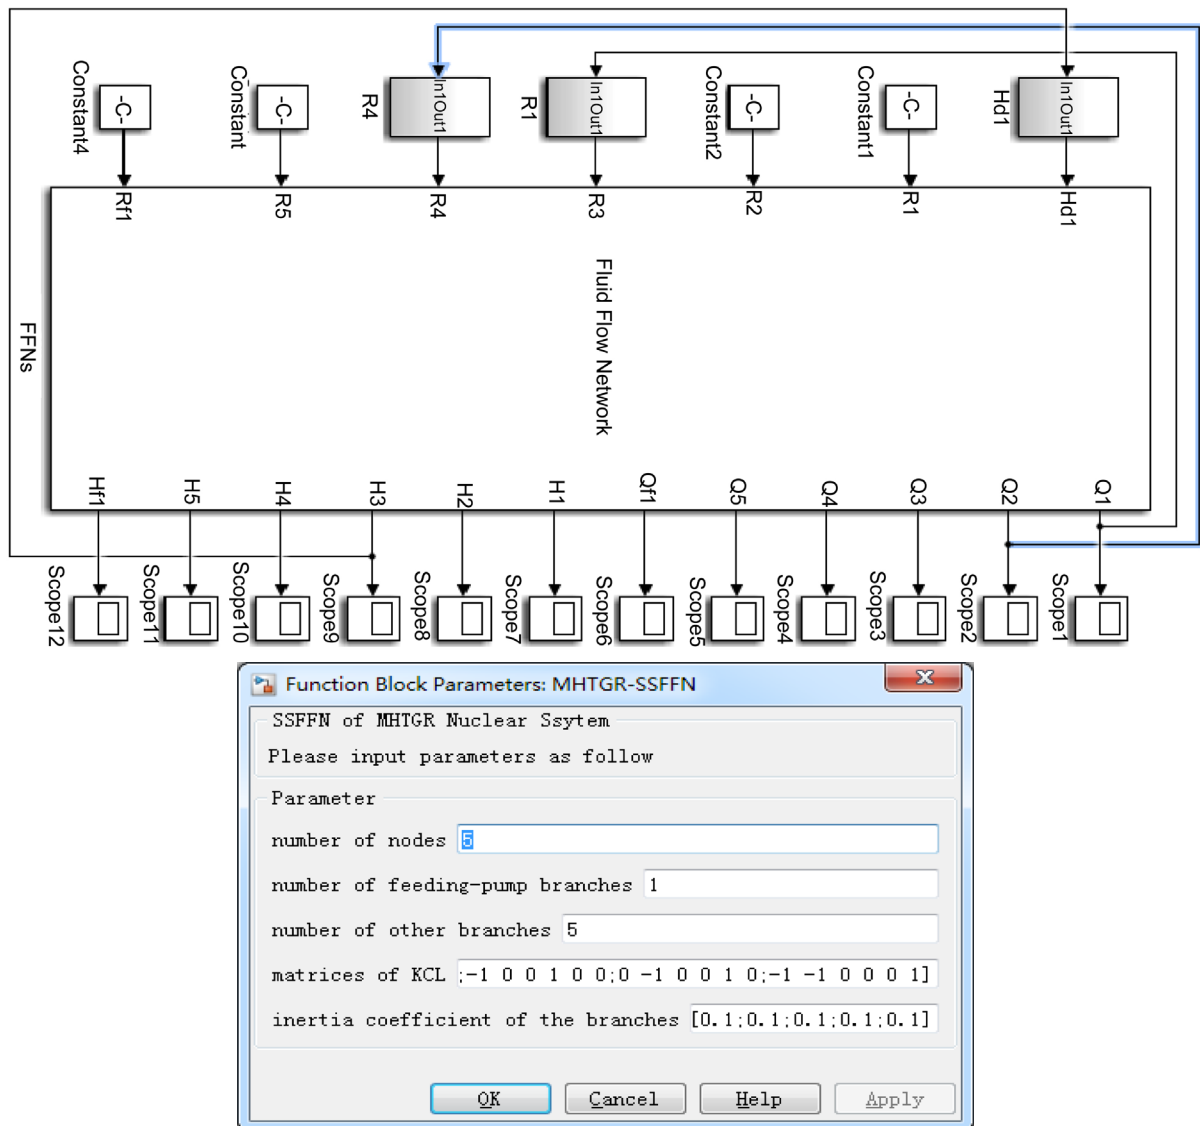 Constant4
-C-
Constant
-C-
R4
In1Out1
R1
In1Out1
Constant2
-C-
Constant1
-C-
Hd1
In1Out1
Rf1
R5
R4
R3
R2
R1
Hd1
Fluid Flow Network
FFNs
Hf1
H5
H4
H3
H2
H1
Qf1
Q5
Q4
Q3
Q2
Q1
Scope12
Scope11
Scope10
Scope9
Scope8
Scope7
Scope6
Scope5
Scope4
Scope3
Scope2
Scope1
Function Block Parameters: MHTGR-SSFFN
X
SSFFN of MHTGR Nuclear Ssytem
Please input parameters as follow
Parameter
number of nodes 5
number of feeding-pump branches 1
number of other branches 5
matrices of KCL ;-1 0 0 1 0 0;0 -1 0 0 1 0;-1 -1 0 0 0 1]
inertia coefficient of the branches [0.1;0.1;0.1;0.1;0.1]
OK Cancel Help Apply